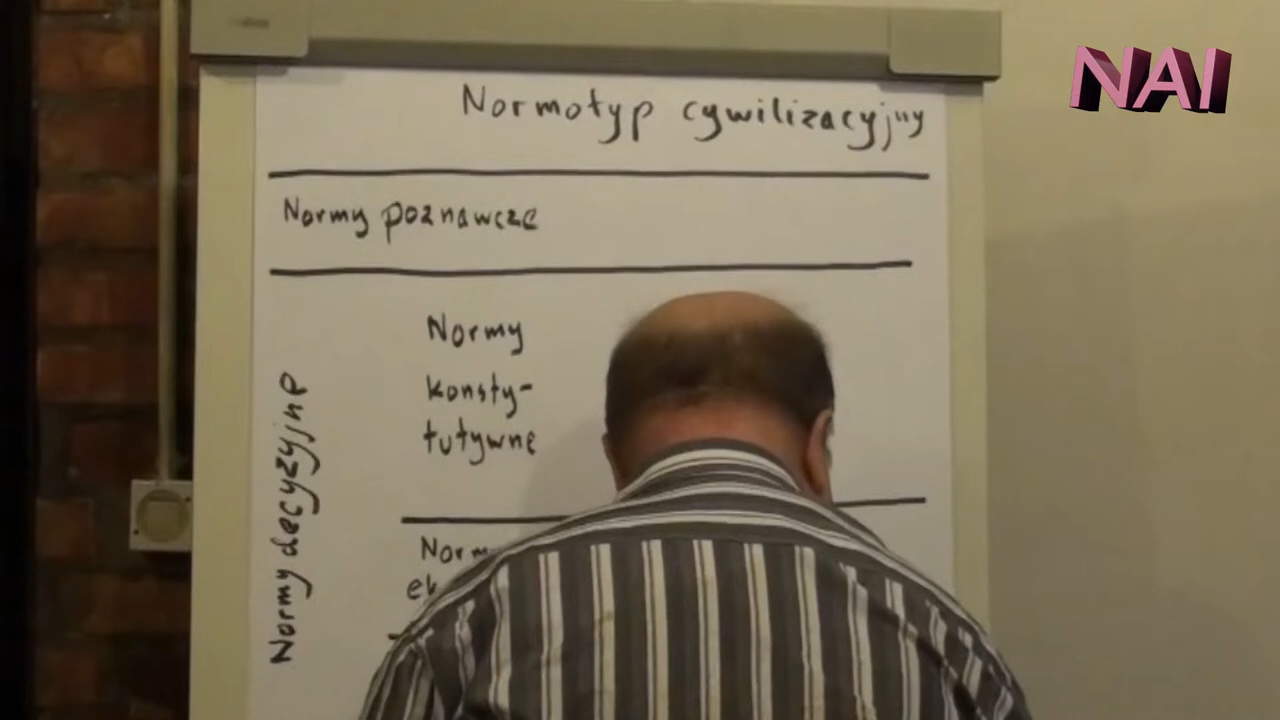 NAI
Normotyp cywilizacyjny
Normy poznawcze
Normy
konsty-
tutywne
Normy decyzyjne